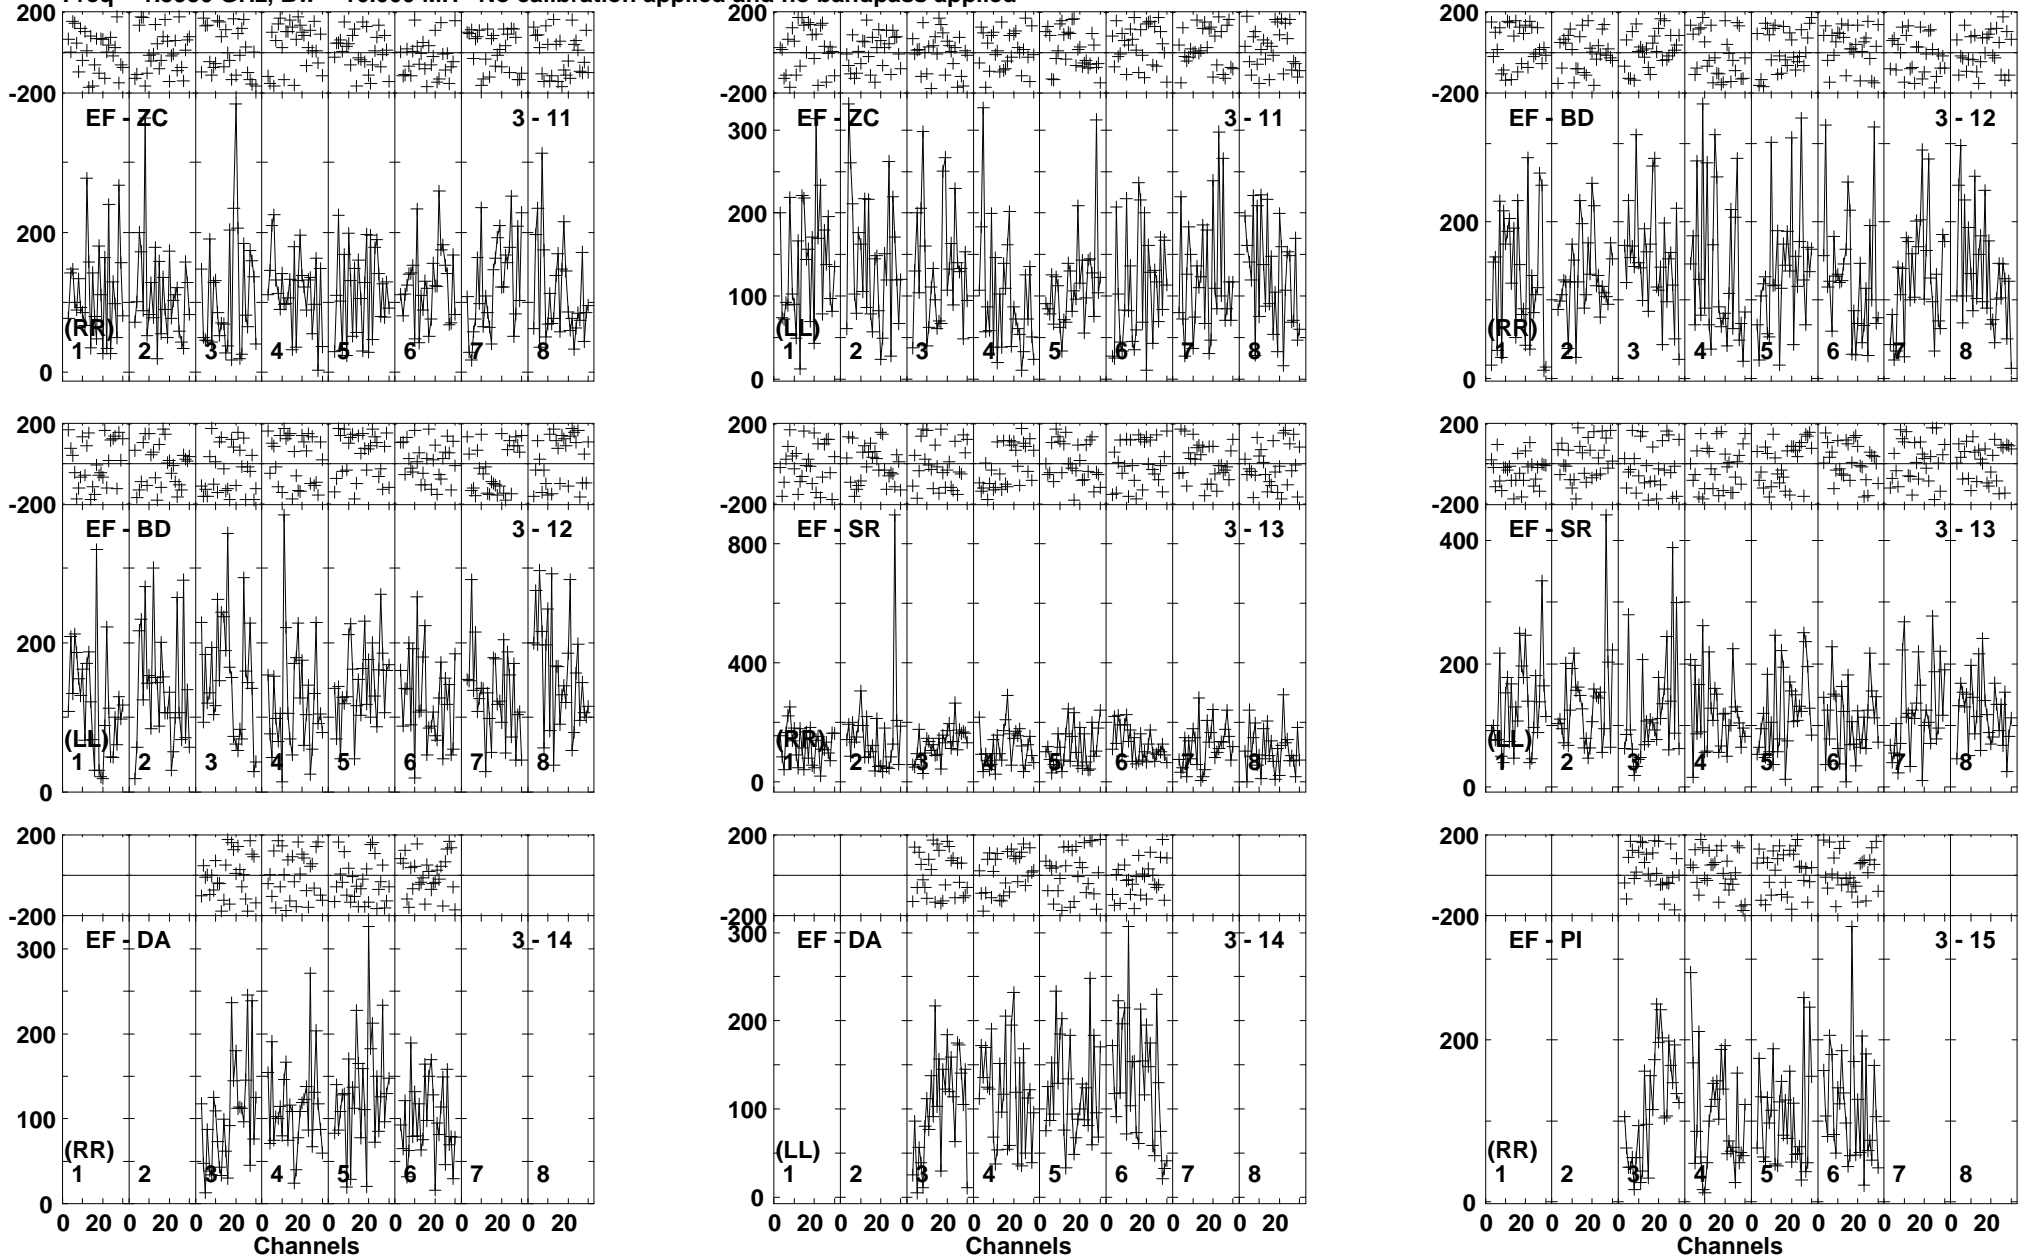 No calibration applied and no bandpass applied
200 200 200
-200 -200 -200
EF - ZC 3 - 11 EF - ZC 3 - 11 EF - BD 3 - 12
300
200 200 200
100
(RR) (LL) (RR)
1 2 3 4 5 6 7 8 1 2 3 4 5 6 7 8 1 2 3 4 5 6 7 8
0 0 0
200 200 200
-200 -200 -200
EF - BD 3 - 12 EF - SR 3 - 13 EF - SR 3 - 13
800 400
200 400 200
(LL) (RR) (LL)
1 2 3 4 5 6 7 8 1 2 3 4 5 6 7 8 1 2 3 4 5 6 7 8
0 0 0
200 200 200
-200 -200 -200
EF - DA 3 - 14 EF - DA 3 - 14 EF - PI 3 - 15
300 300
200 200 200
100 100
(RR) (LL) (RR)
1 2 3 4 5 6 7 8 1 2 3 4 5 6 7 8 1 2 3 4 5 6 7 8
0 0 0
0 20 0 20 0 20 0 20 0 20 0 20 0 20 0 20 0 20 0 20 0 20 0 20 0 20 0 20 0 20 0 20 0 20 0 20 0 20 0 20 0 20 0 20 0 20 0 20
Channels Channels Channels